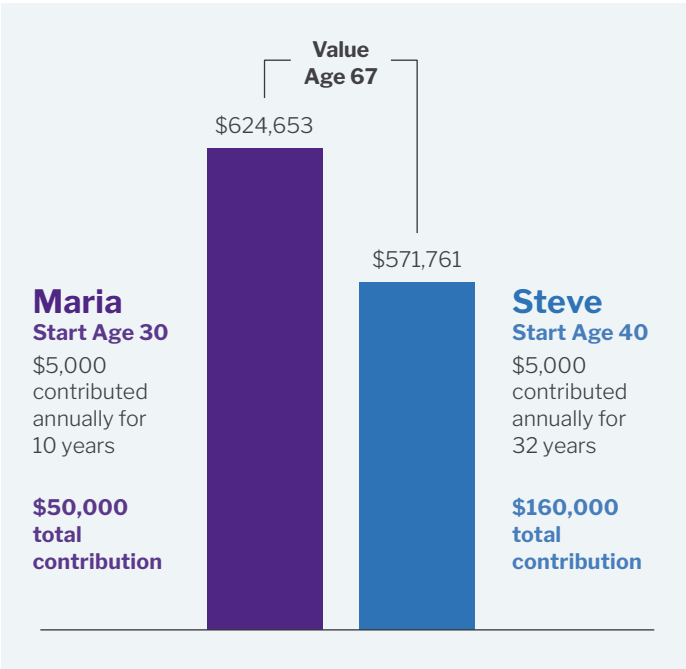 Value
Age 67
$624,653
$571,761
Maria
Start Age 30
$5,000
contributed
annually for
10 years
$50,000
total
contribution
Steve
Start Age 40
$5,000
contributed
annually for
32 years
$160,000
total
contribution